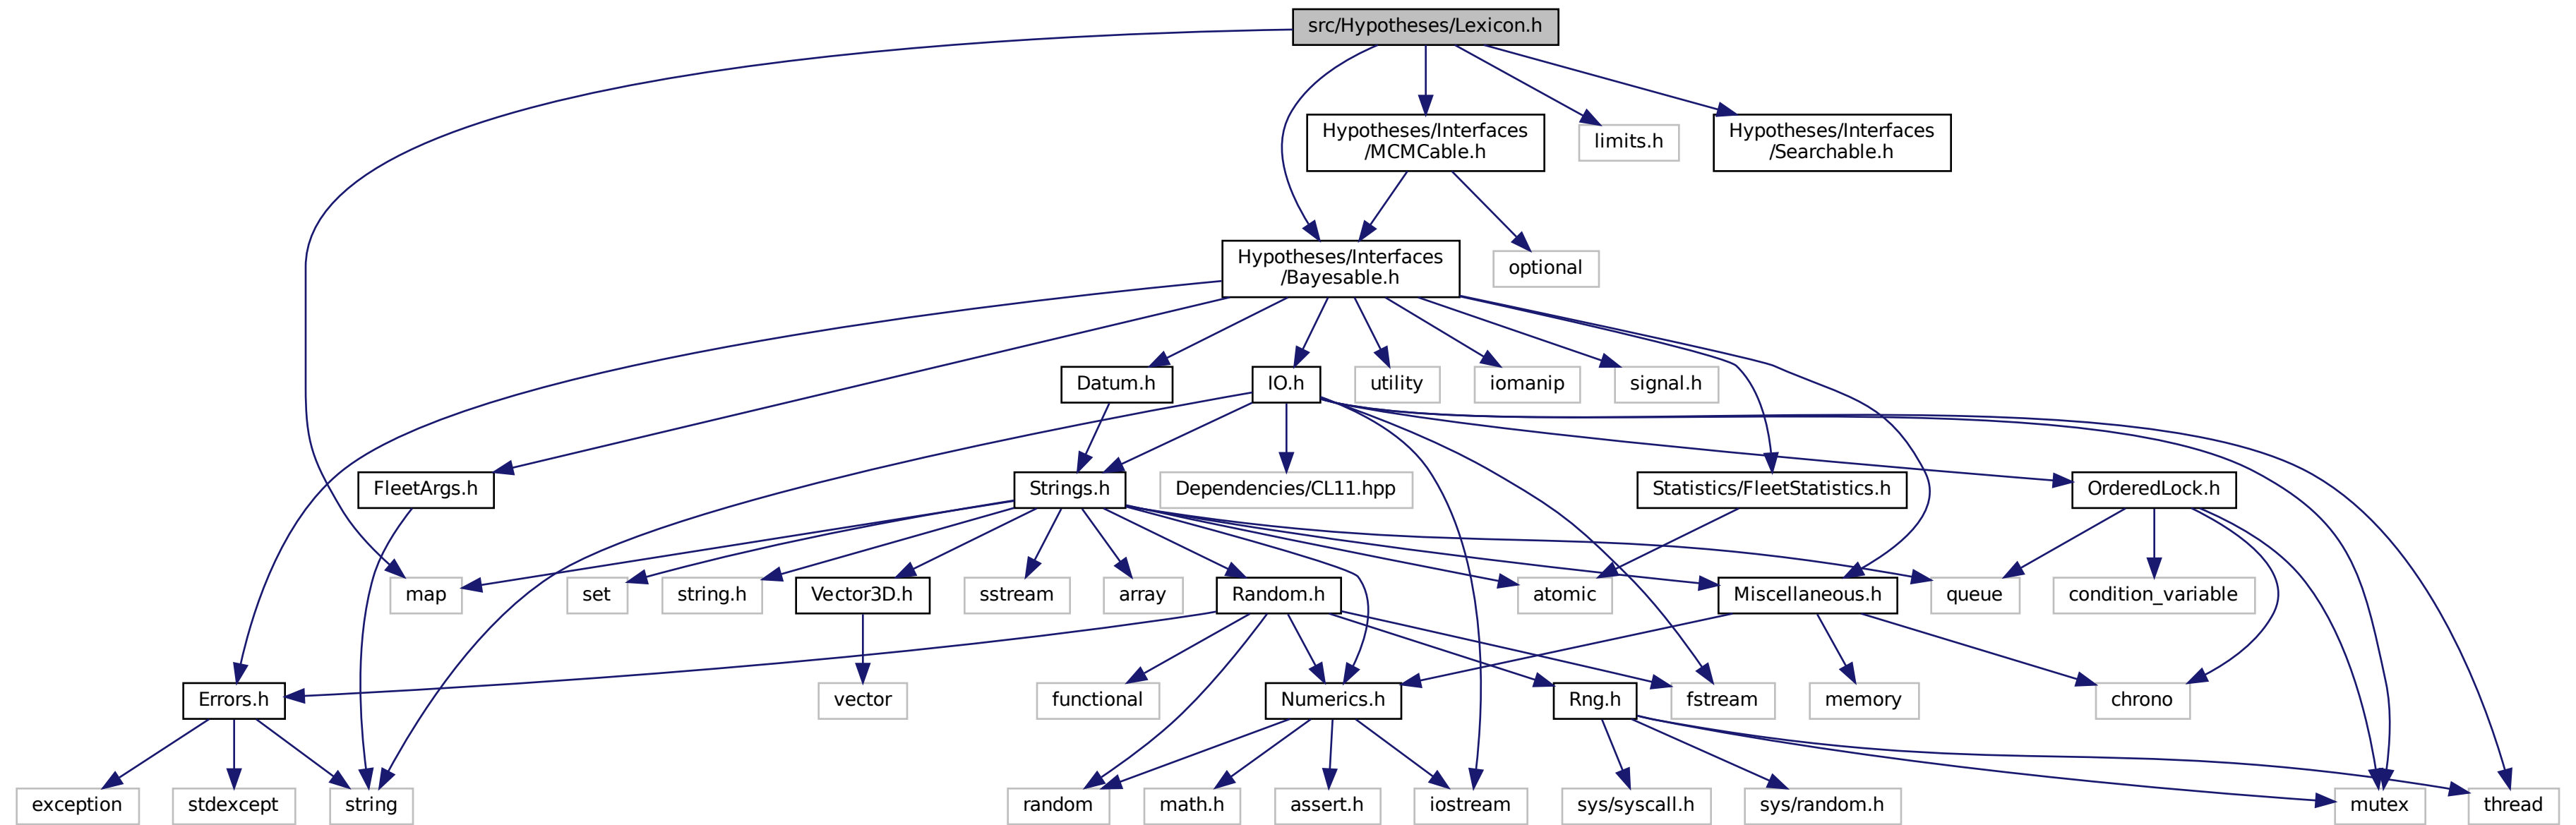 src/Hypotheses/Lexicon.h
Hypotheses/Interfaces
/MCMCable.h
limits.h
Hypotheses/Interfaces
/Searchable.h
Hypotheses/Interfaces
/Bayesable.h
optional
Datum.h
IO.h
utility
iomanip
signal.h
FleetArgs.h
Strings.h
Dependencies/CL11.hpp
Statistics/FleetStatistics.h
OrderedLock.h
map
set
string.h
Vector3D.h
sstream
array
Random.h
atomic
Miscellaneous.h
queue
condition_variable
Errors.h
vector
functional
Numerics.h
Rng.h
fstream
memory
chrono
exception
stdexcept
string
random
math.h
assert.h
iostream
sys/syscall.h
sys/random.h
mutex
thread